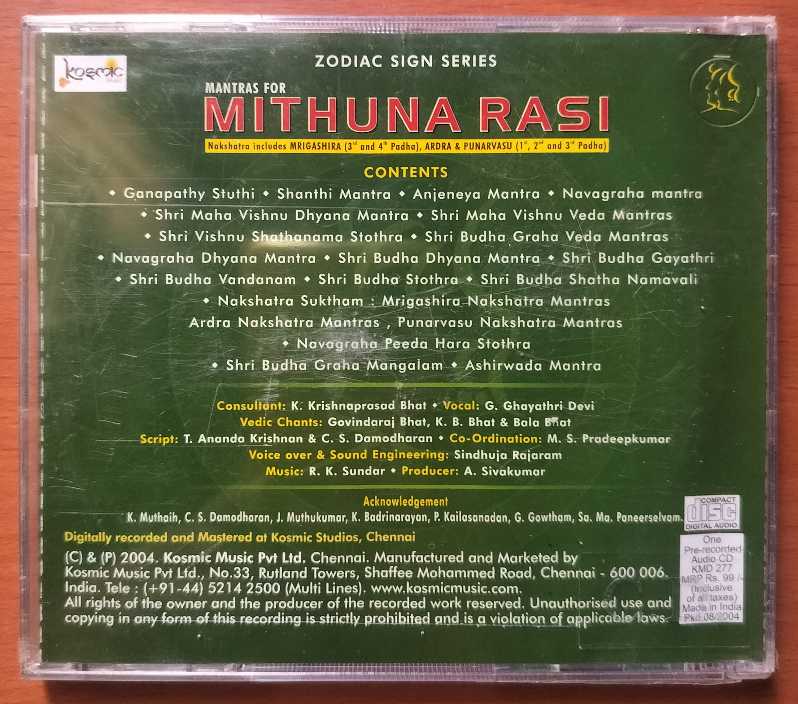 Kosmic
music
ZODIAC SIGN SERIES
MANTRAS FOR
MITHUNA RASI
Nakshatra includes MRIGASHIRA (3rd and 4th Padha), ARDRA & PUNARVASU (1st, 2nd and 3rd Padha)
CONTENTS
• Ganapathy Stuthi • Shanthi Mantra • Anjeneya Mantra • Navagraha mantra
• Shri Maha Vishnu Dhyana Mantra • Shri Maha Vishnu Veda Mantras
• Shri Vishnu Shathanama Stothra • Shri Budha Graha Veda Mantras
• Navagraha Dhyana Mantra • Shri Budha Dhyana Mantra • Shri Budha Gayathri
• Shri Budha Vandanam • Shri Budha Stothra • Shri Budha Shatha Namavali
• Nakshatra Suktham : Mrigashira Nakshatra Mantras
Ardra Nakshatra Mantras , Punarvasu Nakshatra Mantras
• Navagraha Peeda Hara Stothra
• Shri Budha Graha Mangalam • Ashirwada Mantra
Consultant: K. Krishnaprasad Bhat • Vocal: G. Ghayathri Devi
Vedic Chants: Govindaraj Bhat, K. B. Bhat & Bala Bhat
Script: T. Ananda Krishnan & C. S. Damodharan • Co-Ordination: M. S. Pradeepkumar
Voice over & Sound Engineering: Sindhuja Rajaram
Music: R. K. Sundar • Producer: A. Sivakumar
Acknowledgement
K. Muthaih, C. S. Damodharan, J. Muthukumar, K. Badrinarayan, P. Kailasanadan, G. Gowtham, Sa. Ma. Paneerselvam.
Digitally recorded and Mastered at Kosmic Studios, Chennai
(C) & (P) 2004. Kosmic Music Pvt Ltd. Chennai. Manufactured and Marketed by
Kosmic Music Pvt Ltd., No.33, Rutland Towers, Shaffee Mohammed Road, Chennai - 600 006.
India. Tele : (+91-44) 5214 2500 (Multi Lines). www.kosmicmusic.com.
All rights of the owner and the producer of the recorded work reserved. Unauthorised use and
copying in any form of this recording is strictly prohibited and is a violation of applicable laws.
COMPACT
disc
DIGITAL AUDIO
One
Pre-recorded
Audio CD
KMD 277
MRP Rs. 99 /-
(Inclusive
of all taxes)
Made in India
Pkd.08/2004